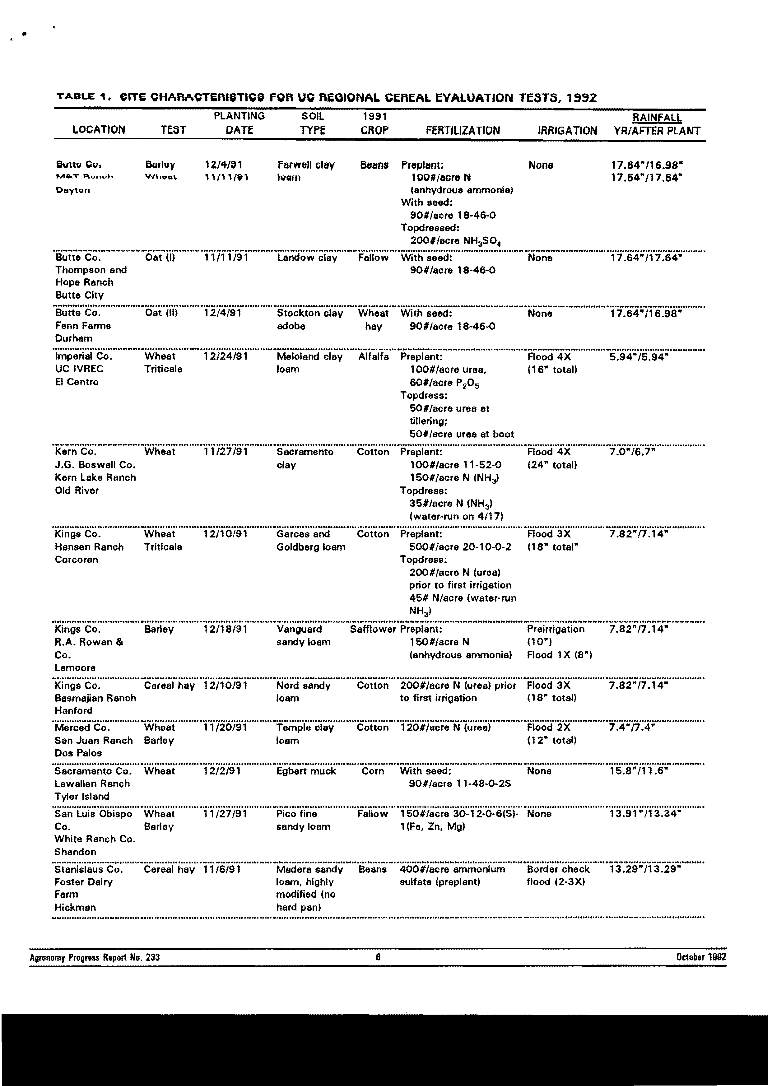 TABLE 1. SITE CHARACTERISTICS FOR UC REGIONAL CEREAL EVALUATION TESTS, 1992
PLANTING SOIL 1991 RAINFALL
LOCATION TEST DATE TYPE CROP FERTILIZATION IRRIGATION YR/AFTER PLANT
Butte Co. Barley 12/4/91 Farwell clay Beans Preplant: None 17.64"/16.98"
M&T Ranch Wheat 11/11/91 loam 100#/acre N 17.64"/17.64"
Dayton (anhydrous ammonia)
With seed:
90#/acre 18-46-0
Topdressed:
200#/acre NH3SO4
Butte Co. Oat (I) 11/11/91 Landow clay Fallow With seed: None 17.64"/17.64"
Thompson and 90#/acre 18-46-0
Hope Ranch
Butte City
Butte Co. Oat (II) 12/4/91 Stockton clay Wheat With seed: None 17.64"/16.98"
Fenn Farms adobe hay 90#/acre 18-46-0
Durham
Imperial Co. Wheat 12/24/91 Meloland clay Alfalfa Preplant: Flood 4X 5.94"/5.94"
UC IVREC Triticale loam 100#/acre urea, (16" total)
El Centro 60#/acre P2O5
Topdress:
50#/acre urea at
tillering;
50#/acre urea at boot
Kern Co. Wheat 11/27/91 Sacramento Cotton Preplant: Flood 4X 7.0"/6.7"
J.G. Boswell Co. clay 100#/acre 11-52-0 (24" total)
Kern Lake Ranch 150#/acre N (NH3)
Old River Topdress:
35#/acre N (NH3)
(water-run on 4/17)
Kings Co. Wheat 12/10/91 Garces and Cotton Preplant: Flood 3X 7.82"/7.14"
Hansen Ranch Triticale Goldberg loam 500#/acre 20-10-0-2 (18" total"
Corcoran Topdress:
200#/acre N (urea)
prior to first irrigation
45# N/acre (water-run
NH3)
Kings Co. Barley 12/18/91 Vanguard Safflower Preplant: Preirrigation 7.82"/7.14"
R.A. Rowan & sandy loam 150#/acre N (10")
Co. (anhydrous ammonia) Flood 1X (8")
Lemoore
Kings Co. Cereal hay 12/10/91 Nord sandy Cotton 200#/acre N (urea) prior Flood 3X 7.82"/7.14"
Basmajian Ranch loam to first irrigation (18" total)
Hanford
Merced Co. Wheat 11/20/91 Temple clay Cotton 120#/acre N (urea) Flood 2X 7.4"/7.4"
San Juan Ranch Barley loam (12" total)
Dos Palos
Sacramento Co. Wheat 12/2/91 Egbert muck Corn With seed: None 15.8"/11.6"
Lawallen Ranch 90#/acre 11-48-0-2S
Tyler Island
San Luis Obispo Wheat 11/27/91 Pico fine Fallow 150#/acre 30-12-0-6(S)- None 13.91"/13.34"
Co. Barley sandy loam 1(Fe, Zn, Mg)
White Ranch Co.
Shandon
Stanislaus Co. Cereal hay 11/6/91 Madera sandy Beans 400#/acre ammonium Border check 13.29"/13.29"
Foster Dairy loam, highly sulfate (preplant) flood (2-3X)
Farm modified (no
Hickman hard pan)
Agronomy Progress Report No. 233 6 October 1992